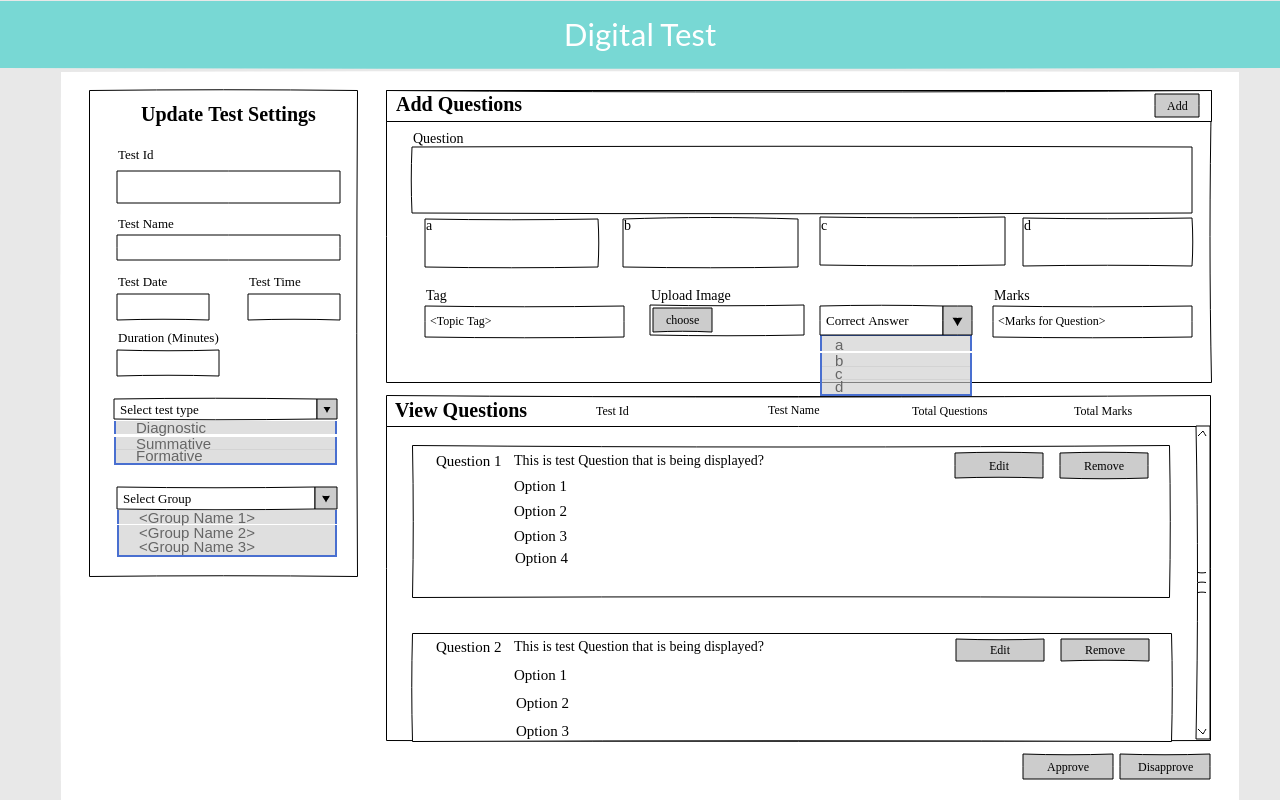 Digital Test
Update Test Settings
Test Id
Test Name
Test Date
Test Time
Duration (Minutes)
Select test type
Diagnostic
Summative
Formative
Select Group
<Group Name 1>
<Group Name 2>
<Group Name 3>
Add Questions
Add
Question
a
b
c
d
Tag
Upload Image
Marks
<Topic Tag>
choose
Correct Answer
<Marks for Question>
a
b
c
d
View Questions
Test Id
Test Name
Total Questions
Total Marks
Question 1 This is test Question that is being displayed?
Edit
Remove
Option 1
Option 2
Option 3
Option 4
Question 2 This is test Question that is being displayed?
Edit
Remove
Option 1
Option 2
Option 3
Approve
Disapprove